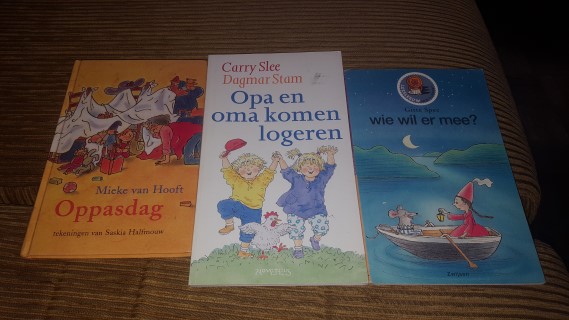 Mieke van Hooft
Oppasdag
tekeningen van Saskia Halfmouw
Carry Slee
Dagmar Stam
Opa en
oma komen
logeren
wie wil er mee?